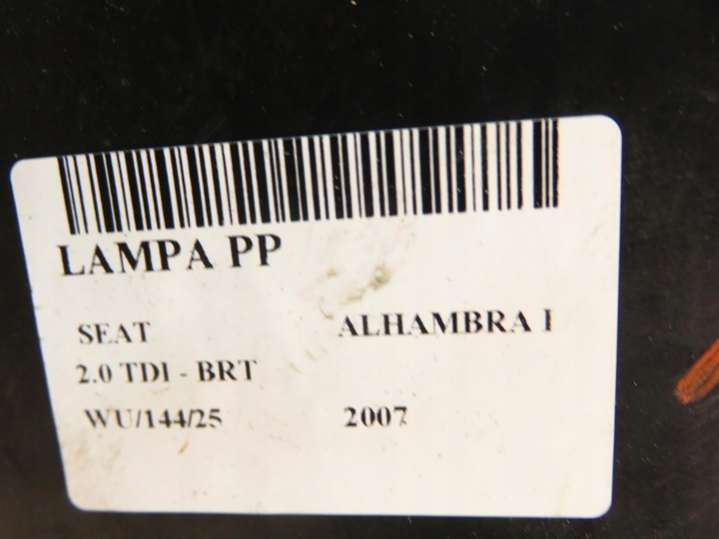 LAMPA PP
SEAT ALHAMBRA I
2.0 TDI - BRT
WU/144/25 2007